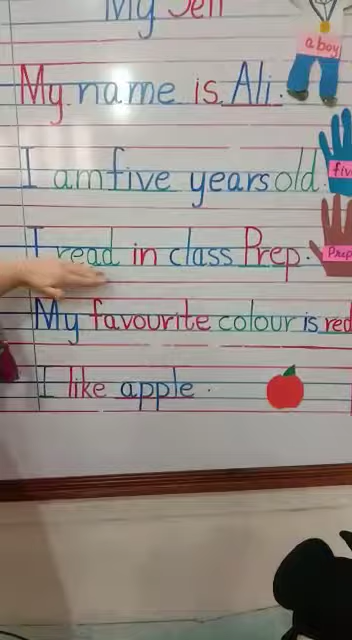 My Self
a boy
My name is Ali.
I am five years old.
five
I read in class Prep.
Prep
My favourite colour is red
I like apple.